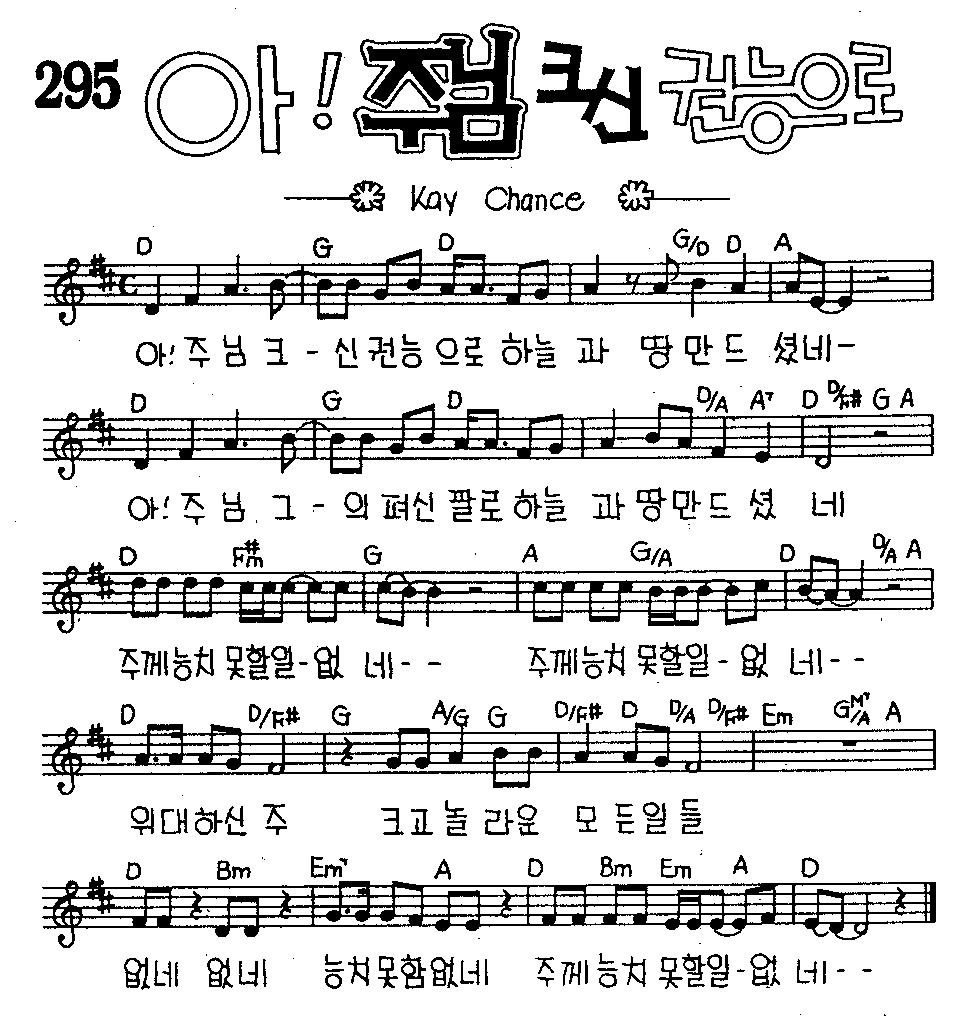 295 아! 주님 크신 권능으로
Kay Chance
D G D G/D D A
아! 주 님 크 - 신 권능 으로 하늘 과 땅 만 드 셨네-
D G D D/A A7 D D/F# G A
아! 주 님 그 - 의 펴신 팔로 하늘 과 땅만드 셨 네
D F#m G A G/A D D/A A
주께능치 못할일-없 네-- 주께능치 못할일-없 네--
D D/F# G A/G G D/F# D D/A D/F# Em GM7/A A
위대하신 주 크고놀 라운 모 든일들
D Bm Em7 A D Bm Em A D
없네 없네 능치못함없네 주께능치 못할일-없 네--